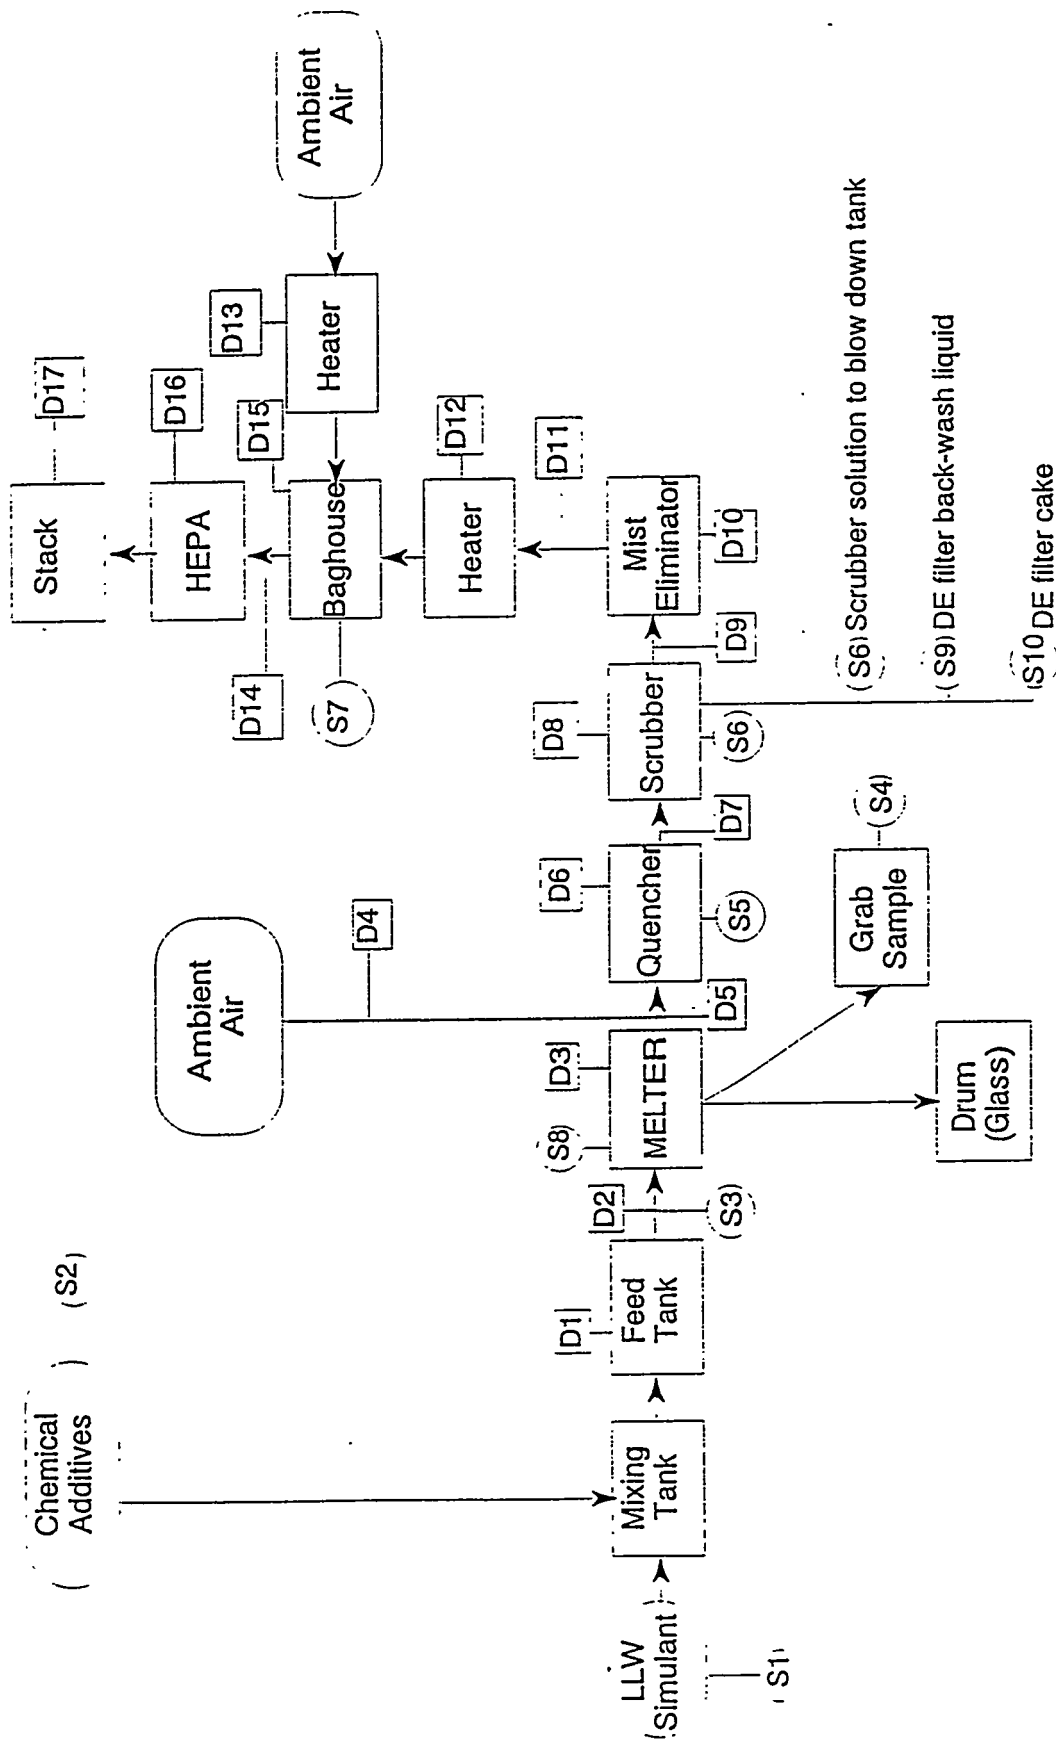 Chemical
Additives
(S2)
LLW
Simulant
(S1)
Mixing
Tank
Feed
Tank
D1
D2
(S3)
MELTER
(S8)
D3
Ambient
Air
D4
D5
Drum
(Glass)
Grab
Sample
(S4)
Quencher
D6
S5
D7
Scrubber
D8
(S6)
D9
Mist
Eliminator
D10
D11
Heater
D12
Baghouse
S7
D14
D15
Heater
D13
Ambient
Air
HEPA
D16
Stack
D17
(S6) Scrubber solution to blow down tank
(S9) DE filter back-wash liquid
(S10 DE filter cake